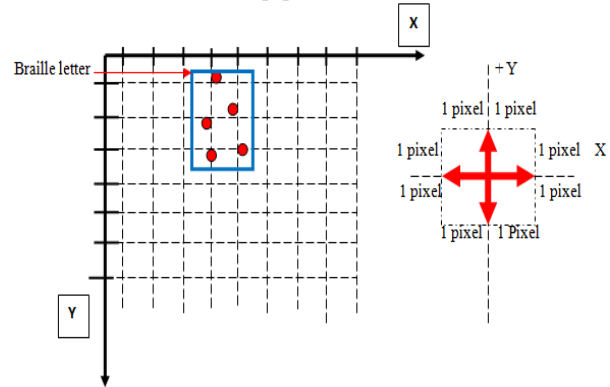 X
Braille letter
+Y
1 pixel 1 pixel
1 pixel 1 pixel X
1 pixel 1 pixel
1 pixel 1 Pixel
Y